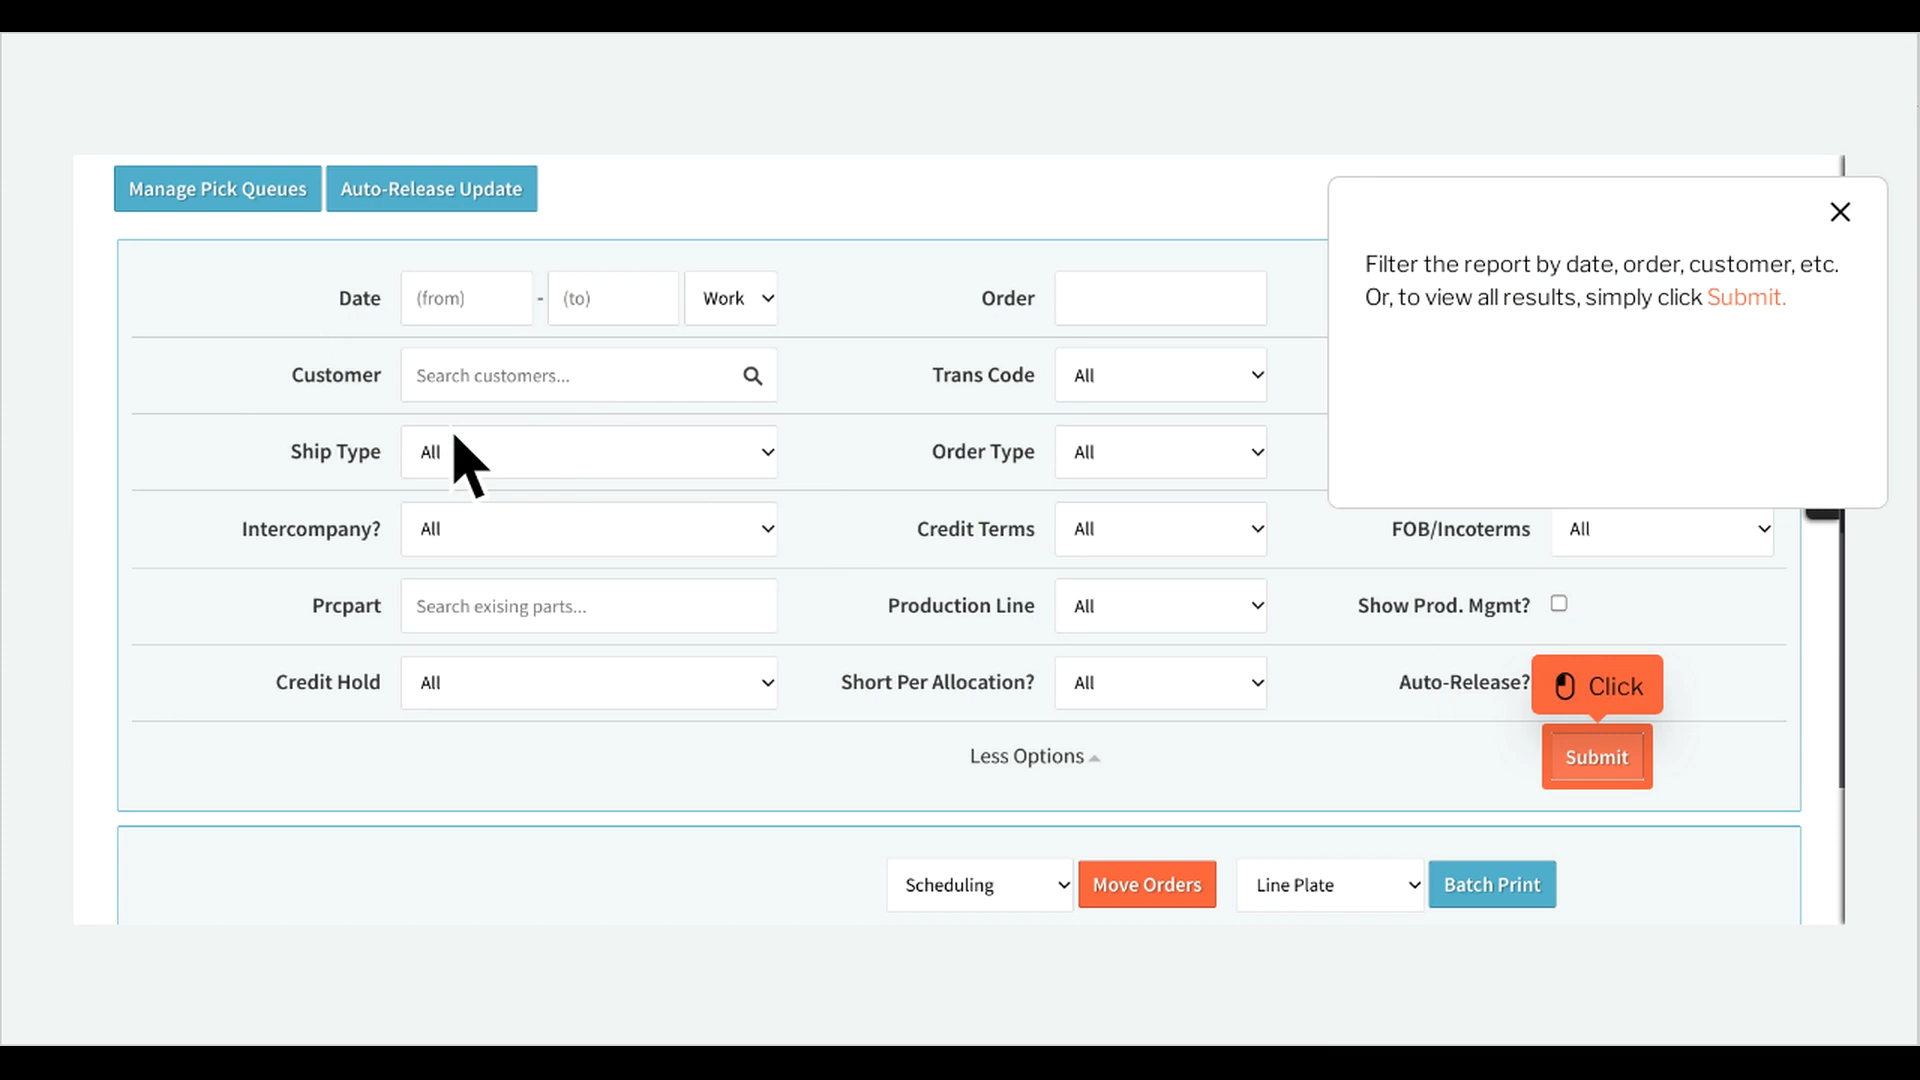 Manage Pick Queues Auto-Release Update
Filter the report by date, order, customer, etc.
Or, to view all results, simply click Submit.
Date (from) - (to) Work Order
Customer Search customers... Trans Code All
Ship Type All Order Type All
Intercompany? All Credit Terms All FOB/Incoterms All
Prcpart Search exising parts... Production Line All Show Prod. Mgmt?
Credit Hold All Short Per Allocation? All Auto-Release? Click
Less Options Submit
Scheduling Move Orders Line Plate Batch Print